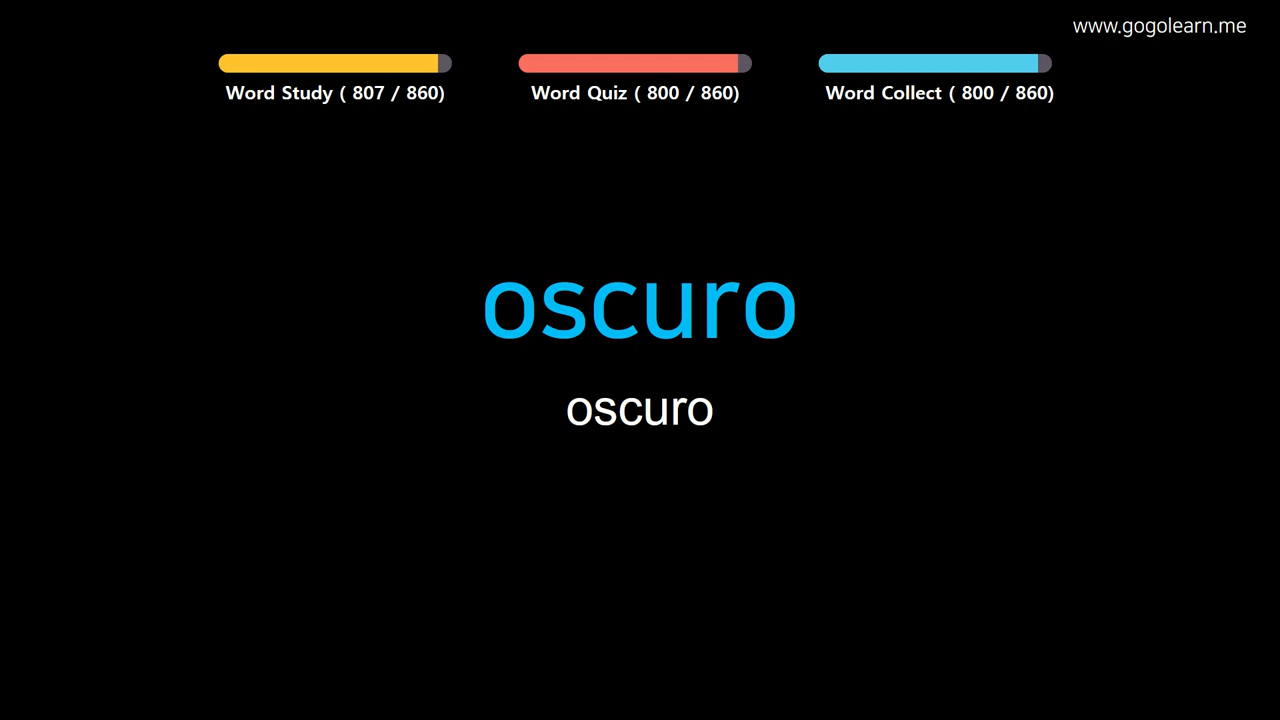 www.gogolearn.me
Word Study ( 807 / 860)
Word Quiz ( 800 / 860)
Word Collect ( 800 / 860)
oscuro
oscuro